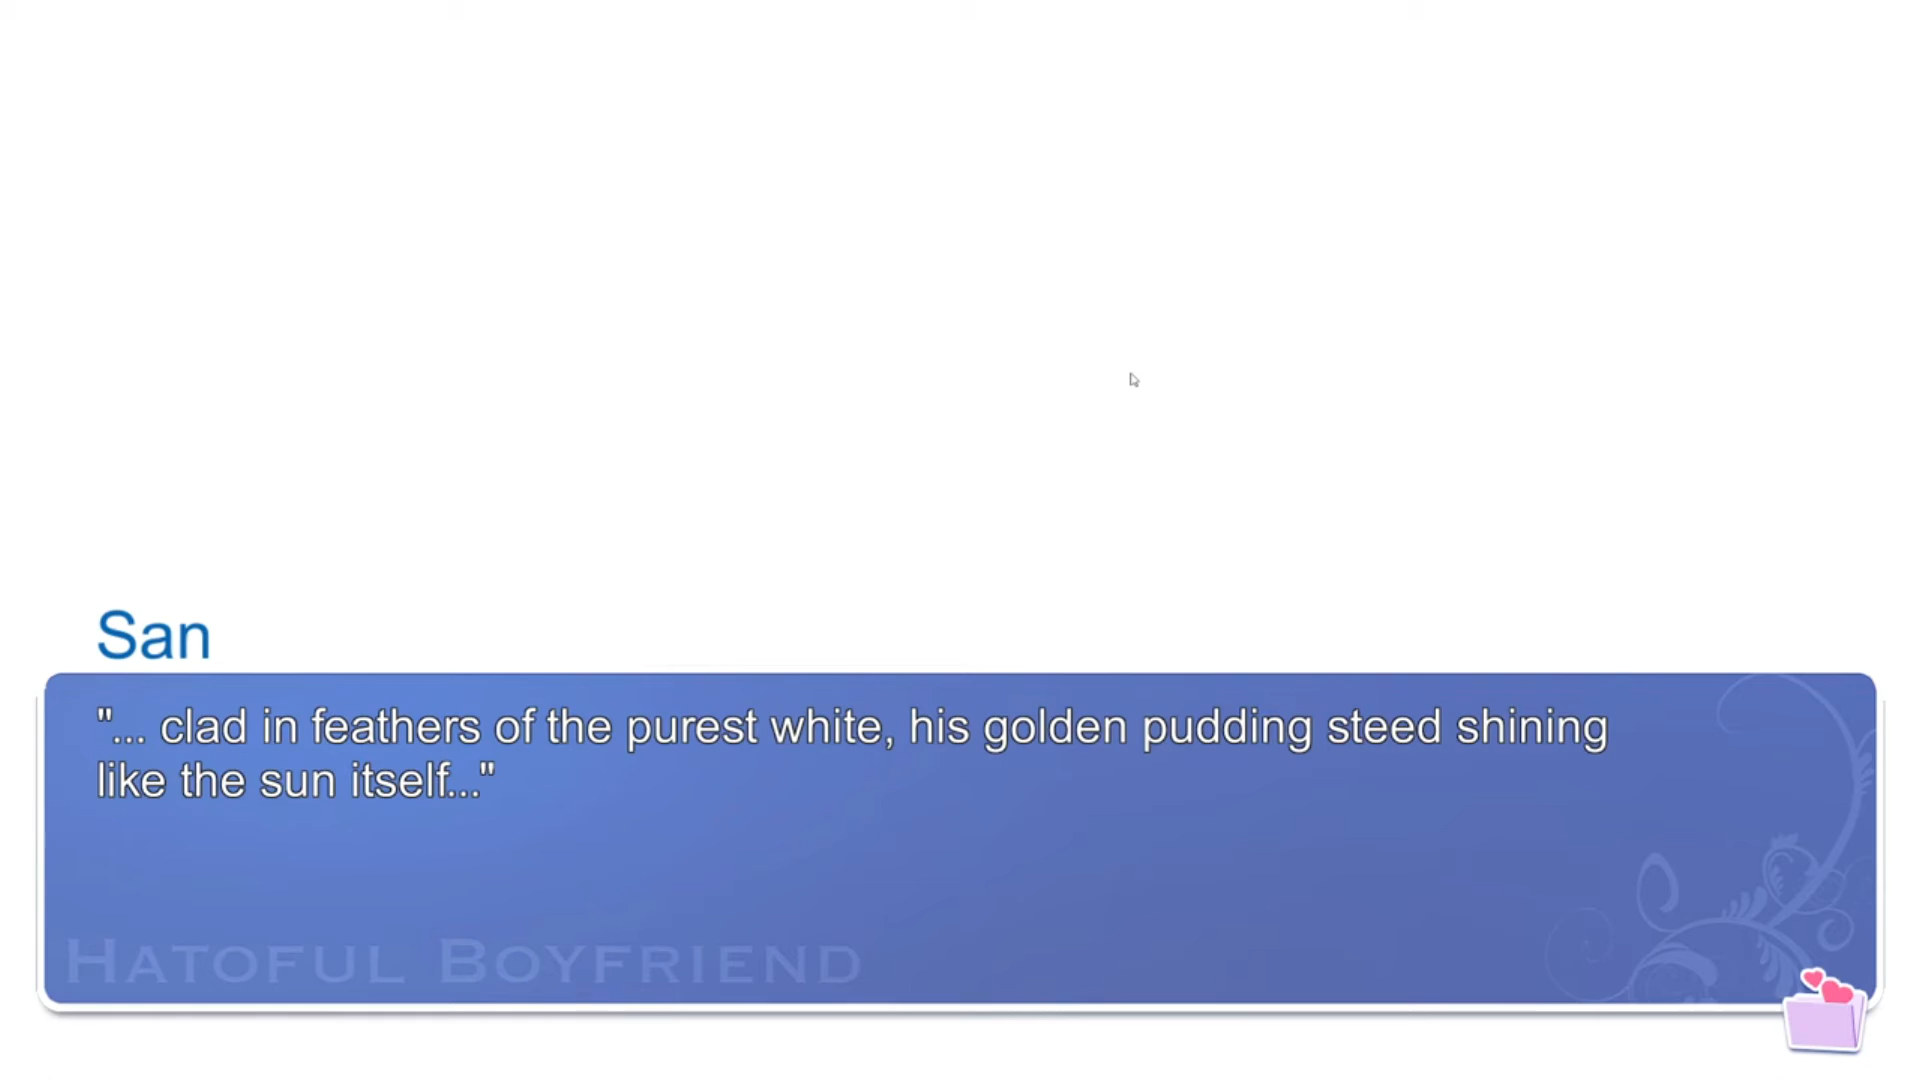 San
"... clad in feathers of the purest white, his golden pudding steed shining
like the sun itself..."
HATOFUL BOYFRIEND